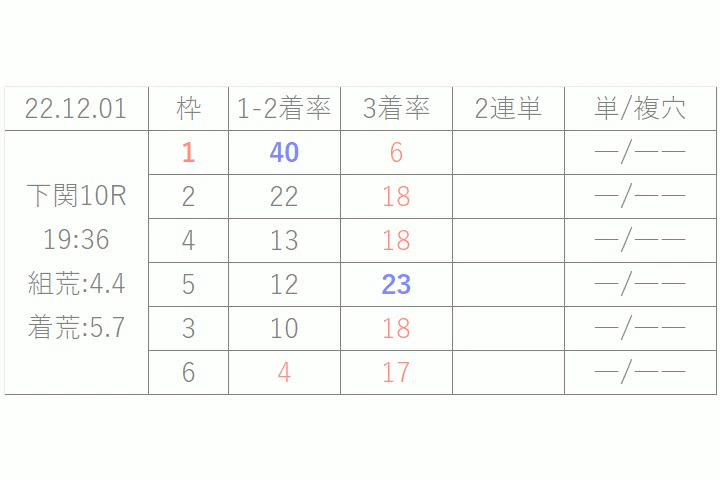 22.12.01 枠 1-2着率 3着率 2連単 単/複穴
1 40 6 ―/――
下関10R 2 22 18 ―/――
19:36 4 13 18 ―/――
組荒:4.4 5 12 23 ―/――
着荒:5.7 3 10 18 ―/――
6 4 17 ―/――